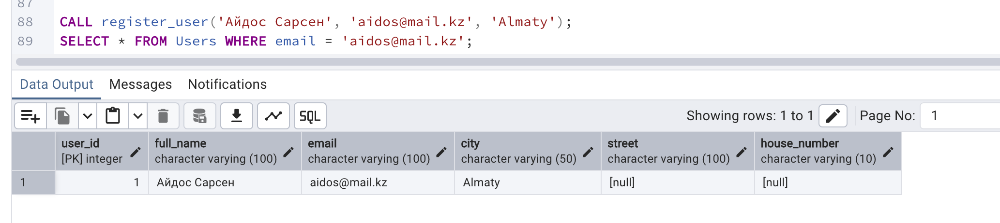 87
88 CALL register_user('Айдос Сарсен', 'aidos@mail.kz', 'Almaty');
89 SELECT * FROM Users WHERE email = 'aidos@mail.kz';
Data Output Messages Notifications
SQL Showing rows: 1 to 1 Page No: 1
user_id full_name email city street house_number
[PK] integer character varying (100) character varying (100) character varying (50) character varying (100) character varying (10)
1 1 Айдос Сарсен aidos@mail.kz Almaty [null] [null]